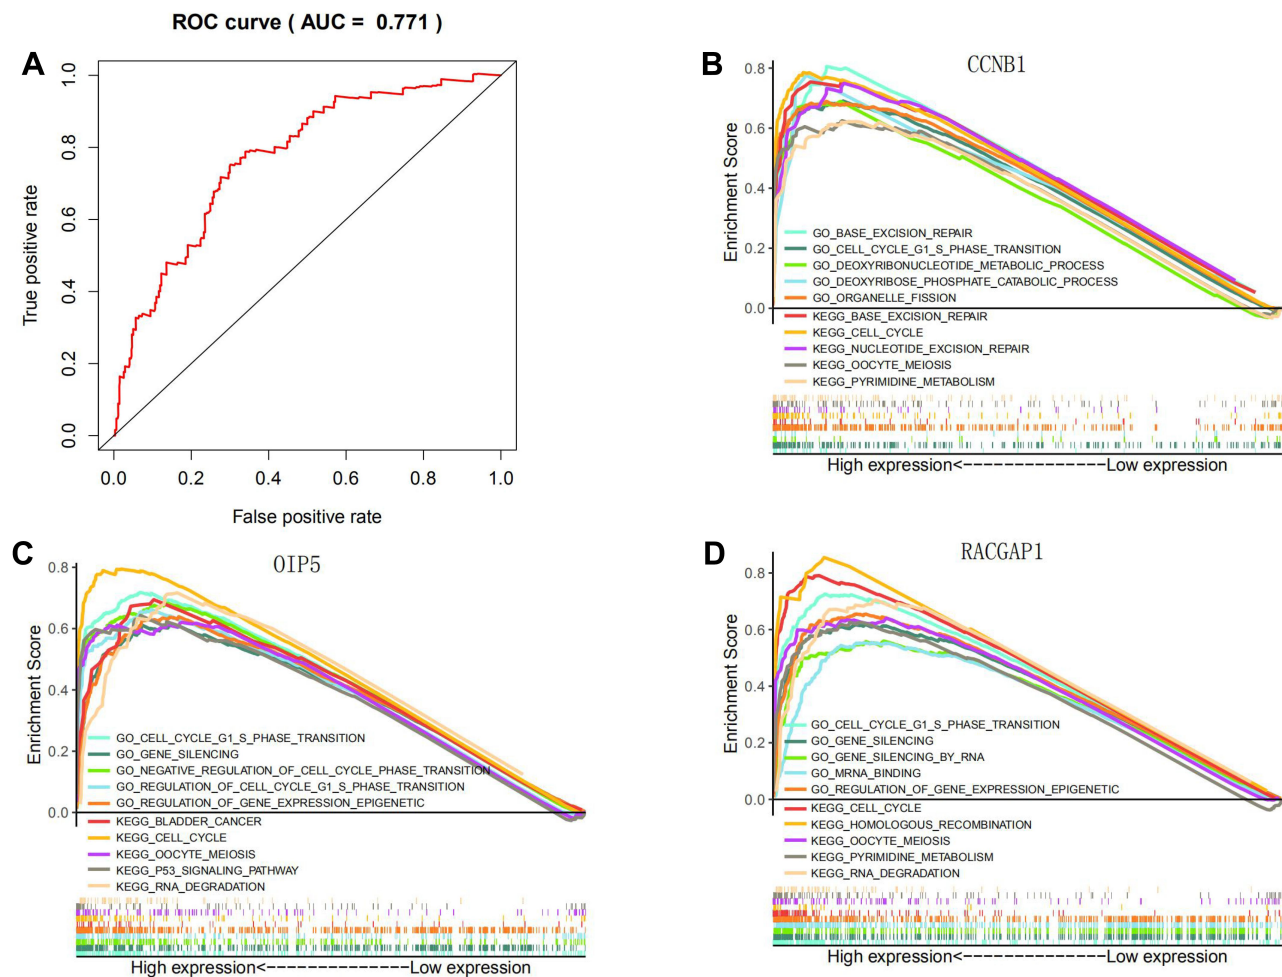 ROC curve ( AUC =  0.771 )
A
1.0
0.8
0.6
0.4
0.2
0.0
True positive rate
0.0 0.2 0.4 0.6 0.8 1.0
False positive rate
B
CCNB1
0.8
0.6
0.4
0.2
0.0
Enrichment Score
GO_BASE_EXCISION_REPAIR
GO_CELL_CYCLE_G1_S_PHASE_TRANSITION
GO_DEOXYRIBONUCLEOTIDE_METABOLIC_PROCESS
GO_DEOXYRIBOSE_PHOSPHATE_CATABOLIC_PROCESS
GO_ORGANELLE_FISSION
KEGG_BASE_EXCISION_REPAIR
KEGG_CELL_CYCLE
KEGG_NUCLEOTIDE_EXCISION_REPAIR
KEGG_OOCYTE_MEIOSIS
KEGG_PYRIMIDINE_METABOLISM
High expression<----------------Low expression
C
OIP5
0.8
0.6
0.4
0.2
0.0
Enrichment Score
GO_CELL_CYCLE_G1_S_PHASE_TRANSITION
GO_GENE_SILENCING
GO_NEGATIVE_REGULATION_OF_CELL_CYCLE_PHASE_TRANSITION
GO_REGULATION_OF_CELL_CYCLE_G1_S_PHASE_TRANSITION
GO_REGULATION_OF_GENE_EXPRESSION_EPIGENETIC
KEGG_BLADDER_CANCER
KEGG_CELL_CYCLE
KEGG_OOCYTE_MEIOSIS
KEGG_P53_SIGNALING_PATHWAY
KEGG_RNA_DEGRADATION
High expression<----------------Low expression
D
RACGAP1
0.8
0.6
0.4
0.2
0.0
Enrichment Score
GO_CELL_CYCLE_G1_S_PHASE_TRANSITION
GO_GENE_SILENCING
GO_GENE_SILENCING_BY_RNA
GO_MRNA_BINDING
GO_REGULATION_OF_GENE_EXPRESSION_EPIGENETIC
KEGG_CELL_CYCLE
KEGG_HOMOLOGOUS_RECOMBINATION
KEGG_OOCYTE_MEIOSIS
KEGG_PYRIMIDINE_METABOLISM
KEGG_RNA_DEGRADATION
High expression<----------------Low expression